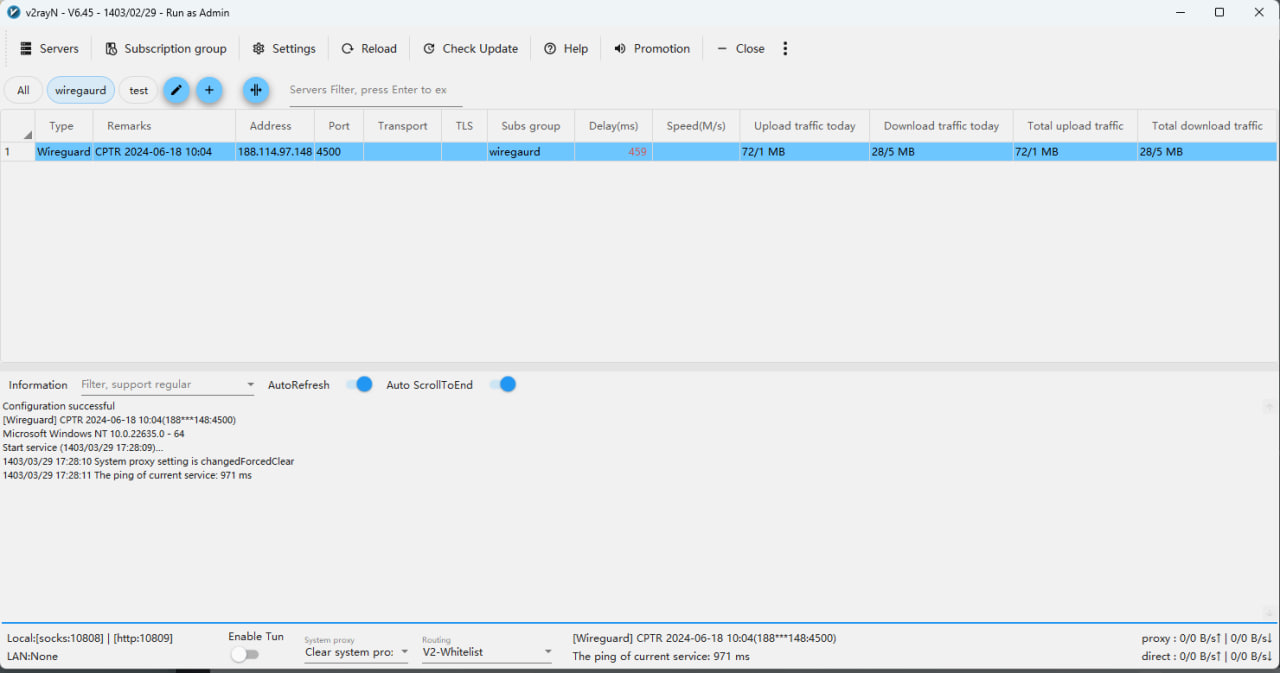 v2rayN - V6.45 - 1403/02/29 - Run as Admin
Servers Subscription group Settings Reload Check Update Help Promotion Close
All wiregaurd test Servers Filter, press Enter to ex
Type Remarks Address Port Transport TLS Subs group Delay(ms) Speed(M/s) Upload traffic today Download traffic today Total upload traffic Total download traffic
1 Wireguard CPTR 2024-06-18 10:04 188.114.97.148 4500 wiregaurd 459 72/1 MB 28/5 MB 72/1 MB 28/5 MB
Information Filter, support regular AutoRefresh Auto ScrollToEnd
Configuration successful
[Wireguard] CPTR 2024-06-18 10:04(188***148:4500)
Microsoft Windows NT 10.0.22635.0 - 64
Start service (1403/03/29 17:28:09)...
1403/03/29 17:28:10 System proxy setting is changedForcedClear
1403/03/29 17:28:11 The ping of current service: 971 ms
Local:[socks:10808] | [http:10809]
LAN:None
Enable Tun
System proxy
Clear system pro:
Routing
V2-Whitelist
[Wireguard] CPTR 2024-06-18 10:04(188***148:4500)
The ping of current service: 971 ms
proxy : 0/0 B/s↑ | 0/0 B/s↓
direct : 0/0 B/s↑ | 0/0 B/s↓